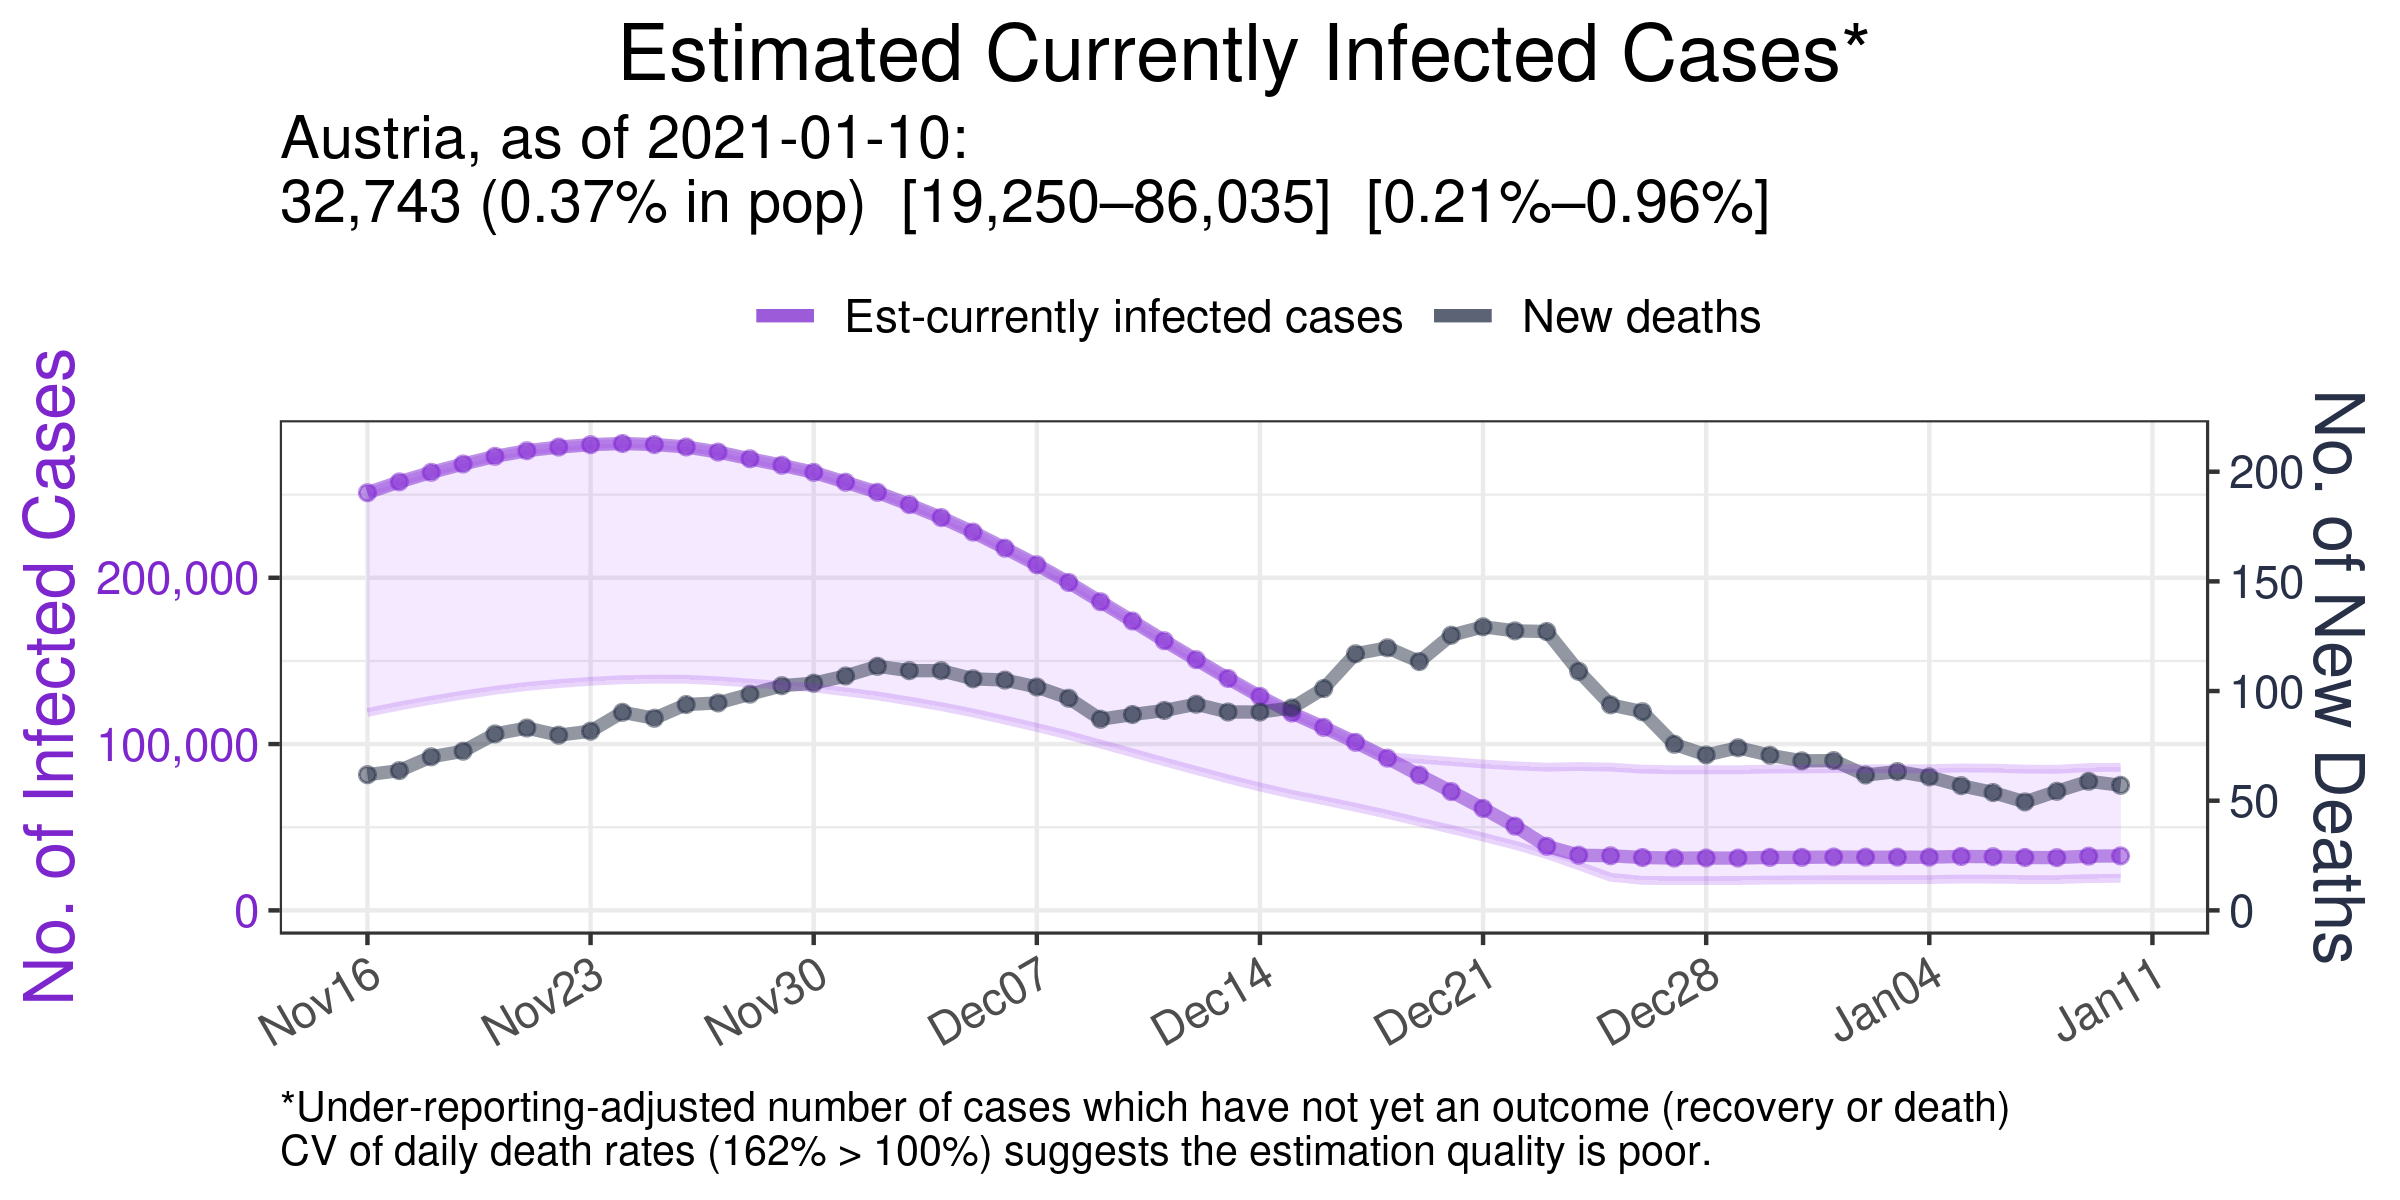 Estimated Currently Infected Cases*
Austria, as of 2021-01-10:
32,743 (0.37% in pop)  [19,250–86,035]  [0.21%–0.96%]
Est-currently infected cases
New deaths
No. of Infected Cases
200,000
100,000
0
No. of New Deaths
200
150
100
50
0
Nov16
Nov23
Nov30
Dec07
Dec14
Dec21
Dec28
Jan04
Jan11
*Under-reporting-adjusted number of cases which have not yet an outcome (recovery or death)
CV of daily death rates (162% > 100%) suggests the estimation quality is poor.